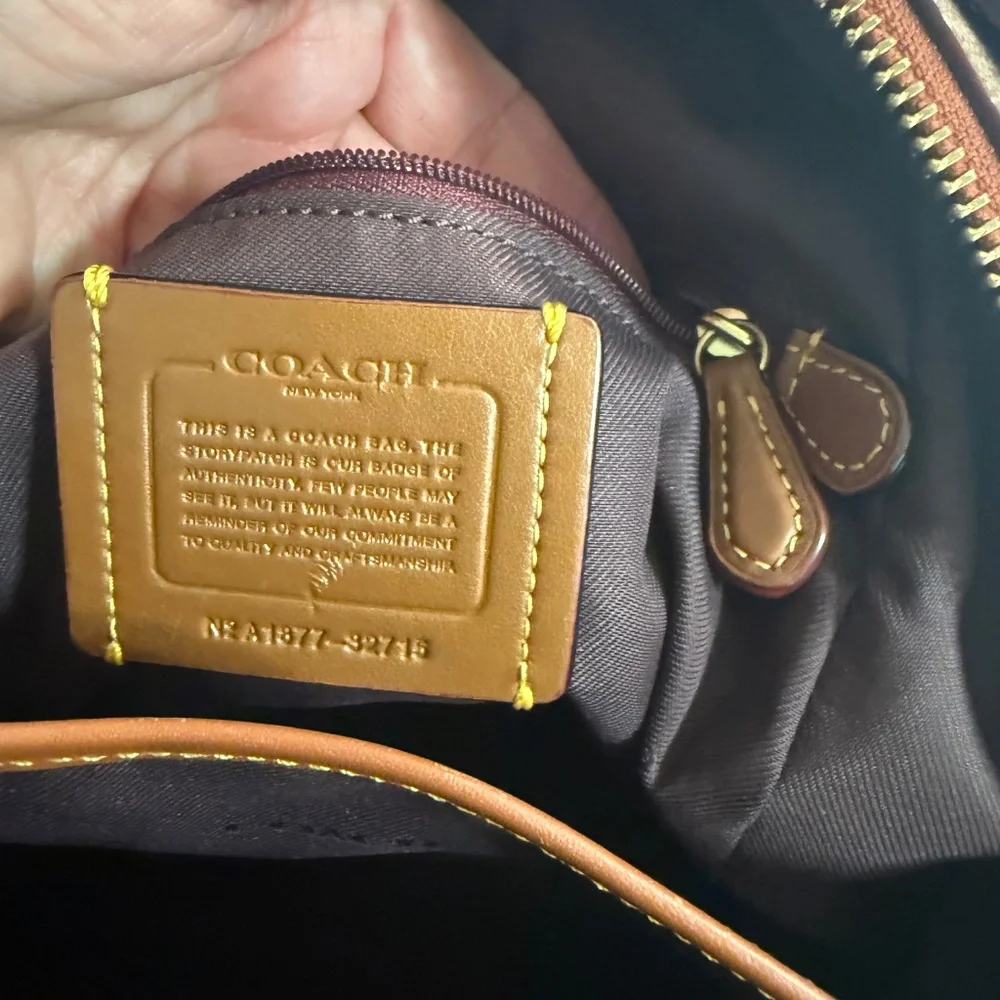 COACH
NEW YORK
THIS IS A COACH BAG. THE
STORYPATCH IS OUR BADGE OF
AUTHENTICITY. FEW PEOPLE MAY
SEE IT, BUT IT WILL ALWAYS BE A
REMINDER OF OUR COMMITMENT
TO QUALITY AND CRAFTSMANSHIP.
Nº A1877-32715